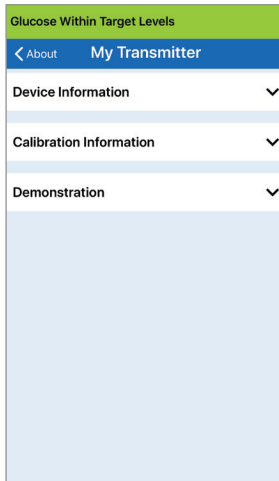 Glucose Within Target Levels
About My Transmitter
Device Information
Calibration Information
Demonstration